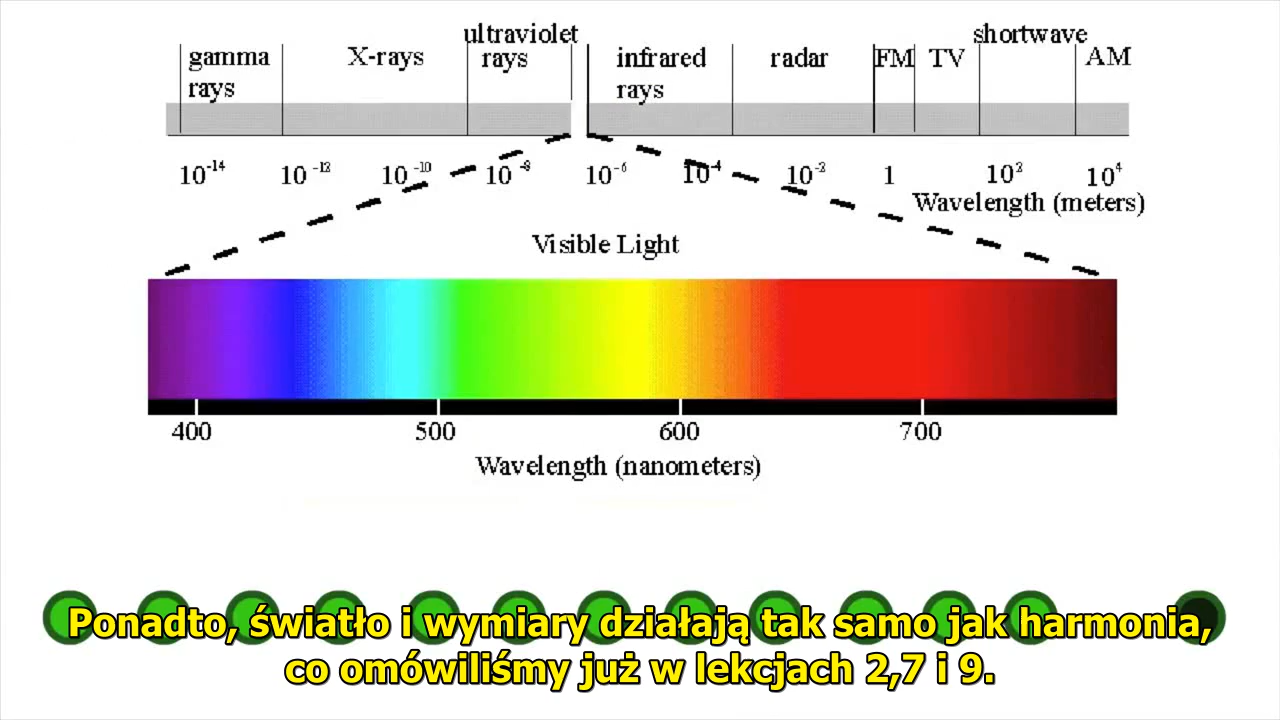 ultraviolet shortwave
gamma X-rays rays infrared radar FM TV AM
rays rays
10⁻¹⁴ 10⁻¹² 10⁻¹⁰ 10⁻⁸ 10⁻⁶ 10⁻⁴ 10⁻² 1 10² 10⁴
Wavelength (meters)
Visible Light
400 500 600 700
Wavelength (nanometers)
Ponadto, światło i wymiary działają tak samo jak harmonia,
co omówiliśmy już w lekcjach 2,7 i 9.